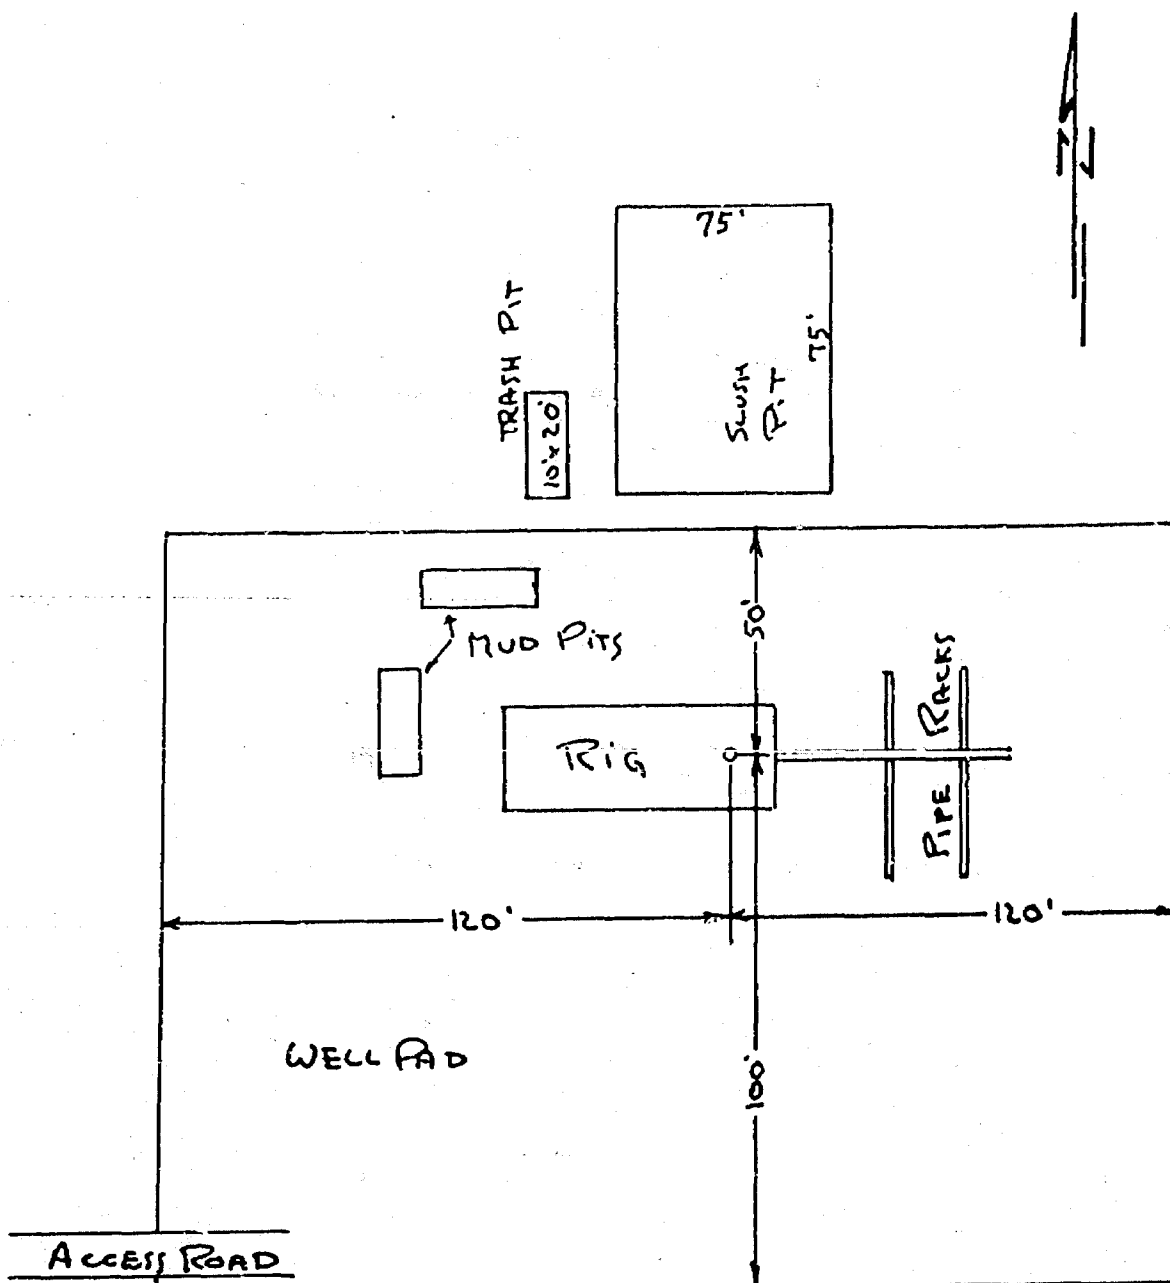 N
75'
75'
SLUSH
PIT
TRASH PIT
10'x20'
50'
MUD PITS
RIG
PIPE RACKS
120'
120'
WELL PAD
100'
ACCESS ROAD